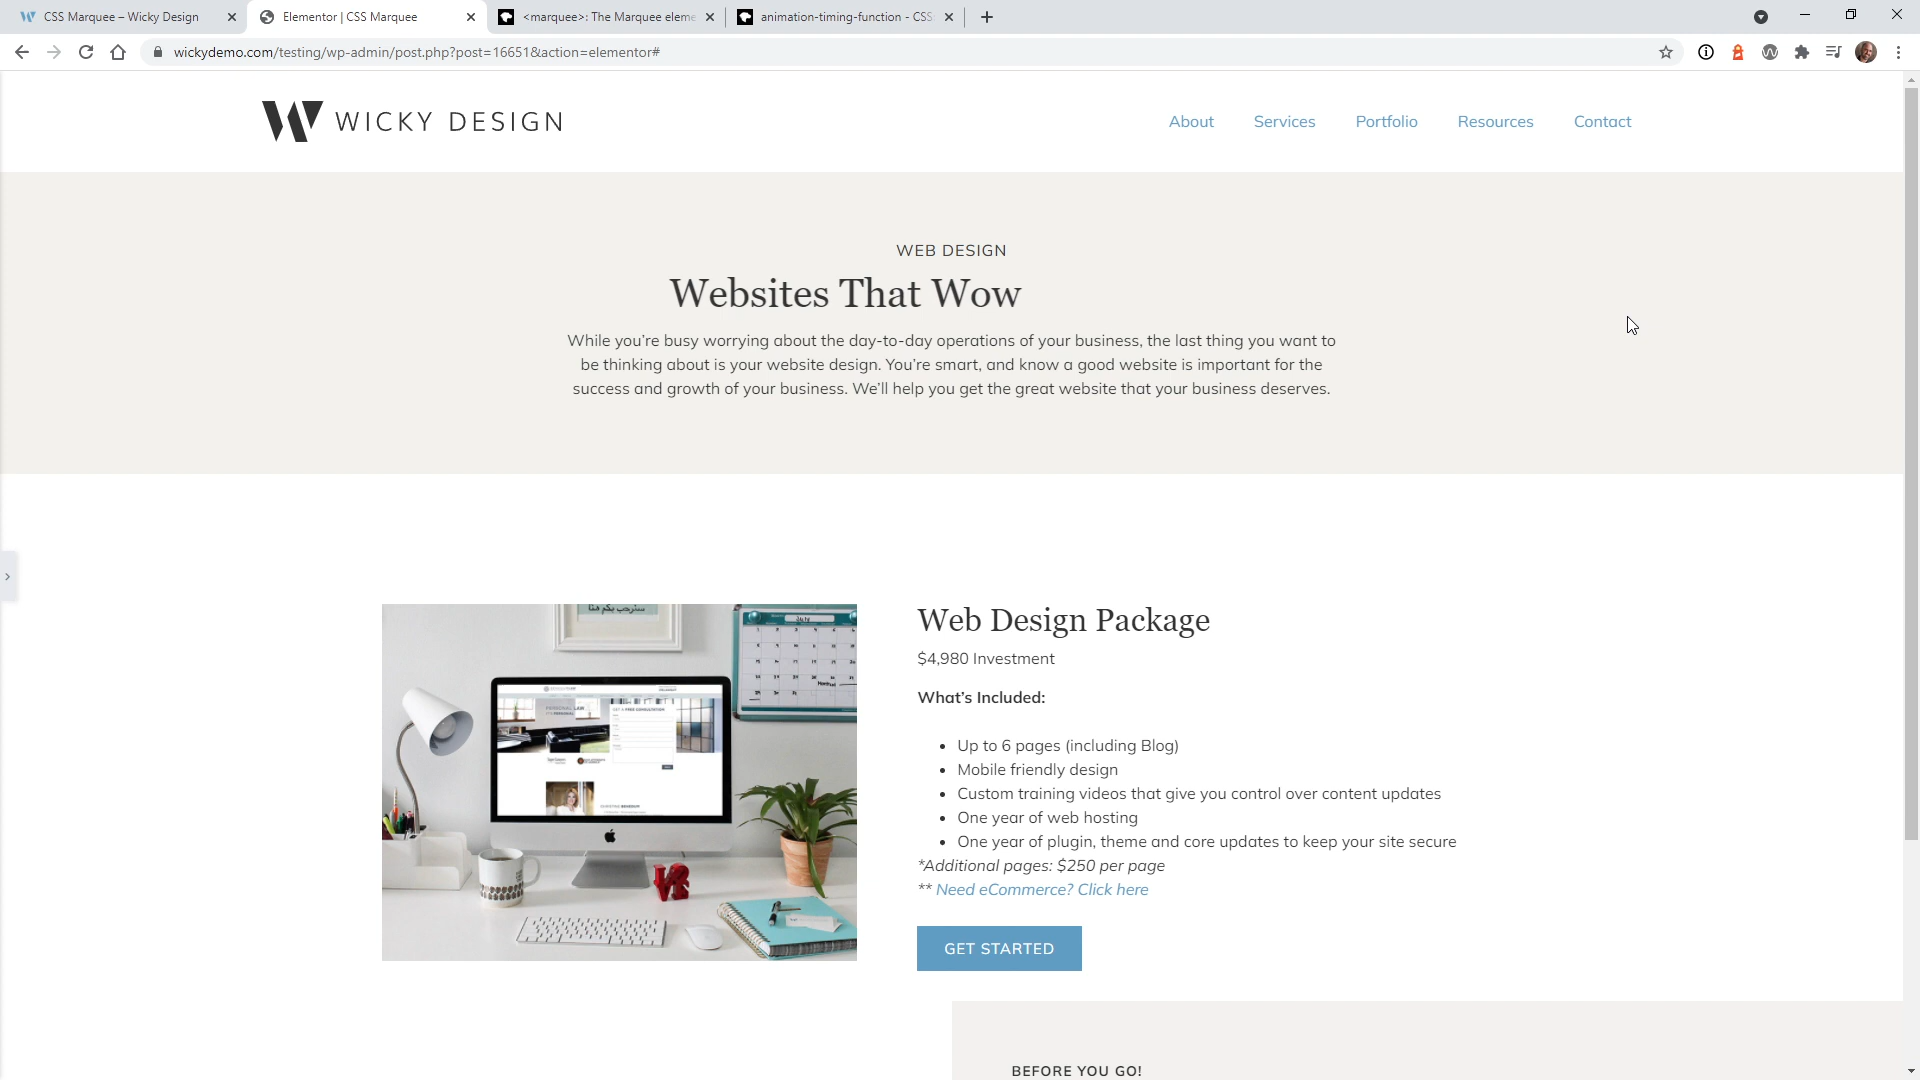 CSS Marquee – Wicky Design
Elementor | CSS Marquee
<marquee>: The Marquee eleme
animation-timing-function - CSS
wickydemo.com/testing/wp-admin/post.php?post=16651&action=elementor#
WICKY DESIGN
About
Services
Portfolio
Resources
Contact
WEB DESIGN
Websites That Wow
While you’re busy worrying about the day-to-day operations of your business, the last thing you want to
be thinking about is your website design. You’re smart, and know a good website is important for the
success and growth of your business. We’ll help you get the great website that your business deserves.
Web Design Package
$4,980 Investment
What’s Included:
Up to 6 pages (including Blog)
Mobile friendly design
Custom training videos that give you control over content updates
One year of web hosting
One year of plugin, theme and core updates to keep your site secure
*Additional pages: $250 per page
** Need eCommerce? Click here
GET STARTED
BEFORE YOU GO!